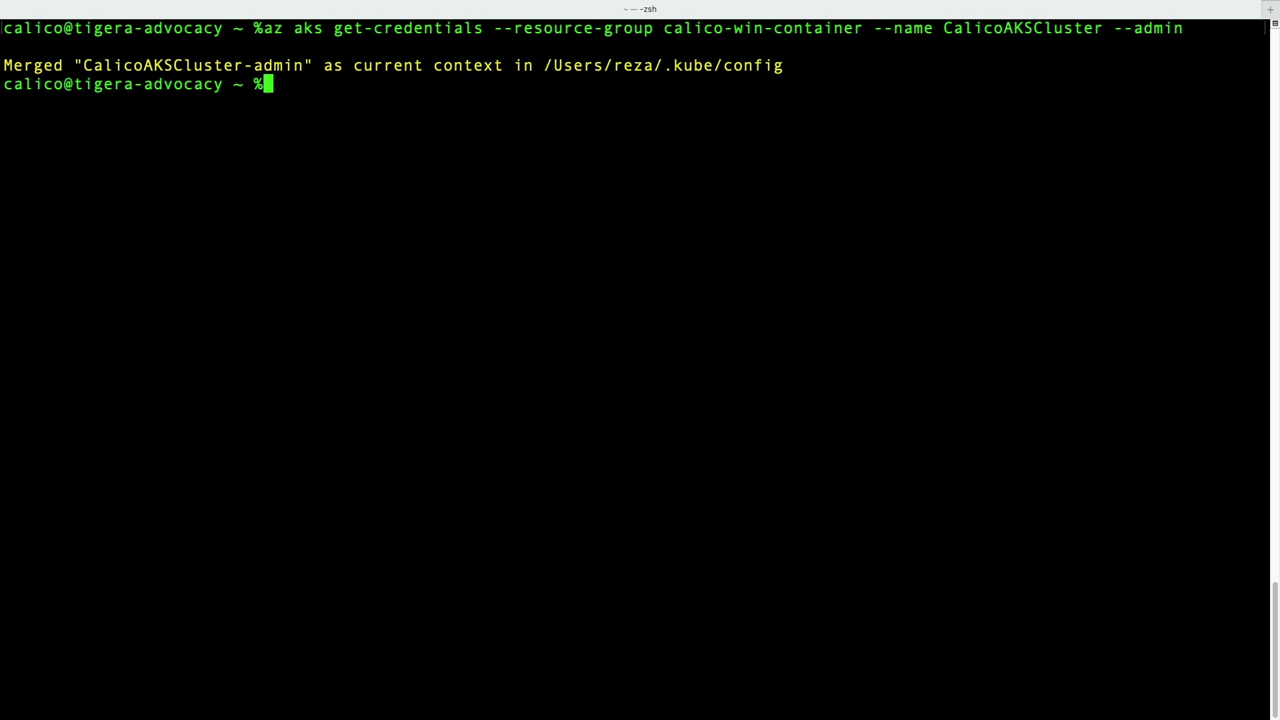 ~ — -zsh
calico@tigera-advocacy ~ %az aks get-credentials --resource-group calico-win-container --name CalicoAKSCluster --admin
Merged "CalicoAKSCluster-admin" as current context in /Users/reza/.kube/config
calico@tigera-advocacy ~ %